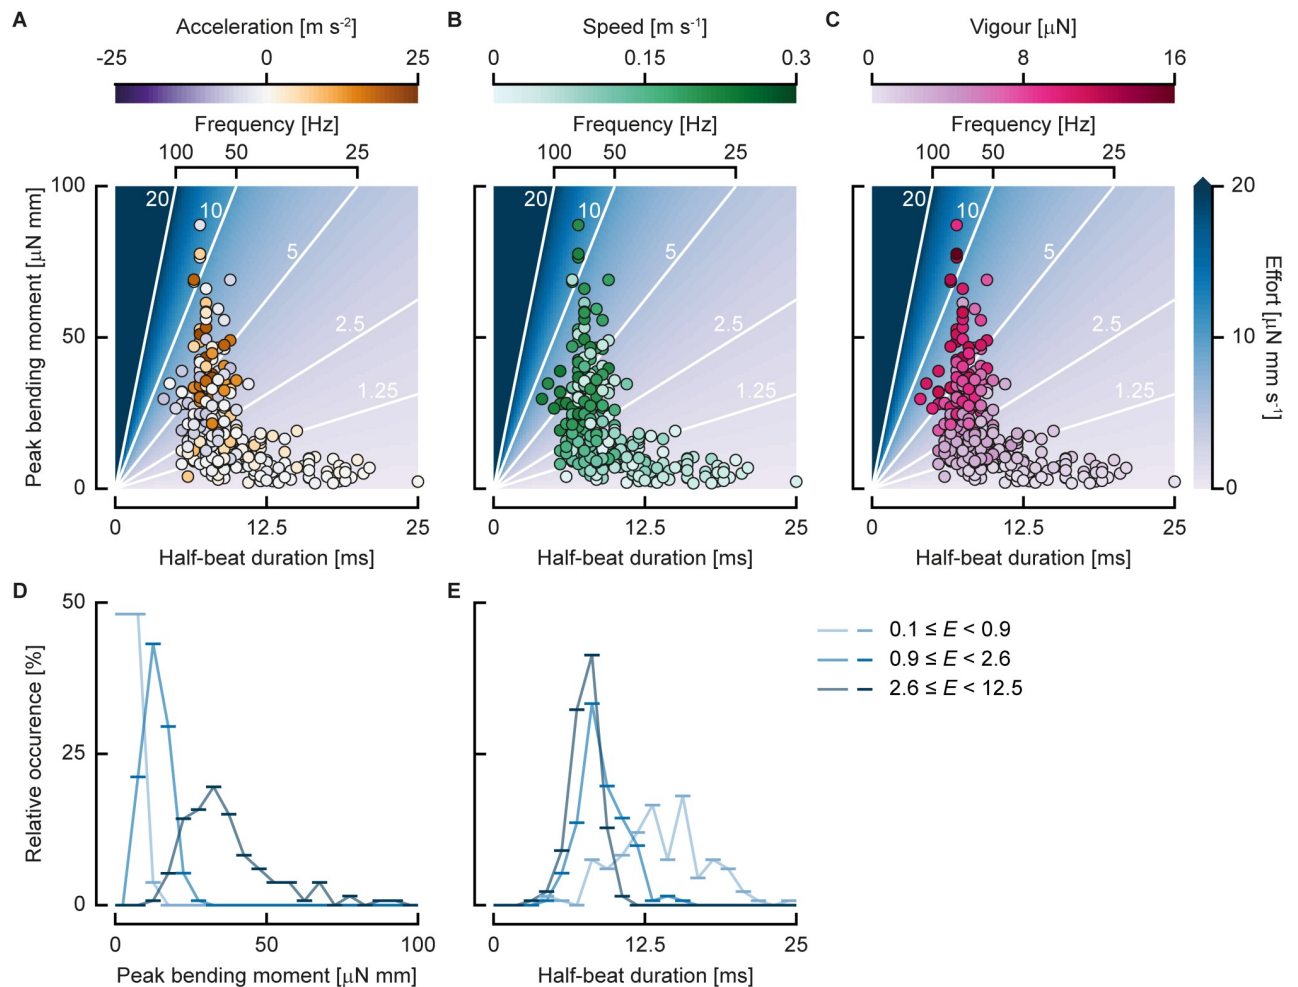 A Acceleration [m s-2] B Speed [m s-1] C Vigour [μN]
-25 0 25 0 0.15 0.3 0 8 16
Frequency [Hz] Frequency [Hz] Frequency [Hz]
100 50 25 100 50 25 100 50 25
100 20 10 5 2.5 1.25 20 10 5 2.5 1.25 20 10 5 2.5 1.25 20
50 10
0 0
Peak bending moment [μN mm)
Effort [μN mm s-1]
0 12.5 25 0 12.5 25 0 12.5 25
Half-beat duration [ms] Half-beat duration [ms] Half-beat duration [ms]
D E
50
25
0
Relative occurence [%]
0.1 ≤ E < 0.9
0.9 ≤ E < 2.6
2.6 ≤ E < 12.5
0 50 100 0 12.5 25
Peak bending moment [μN mm] Half-beat duration [ms]